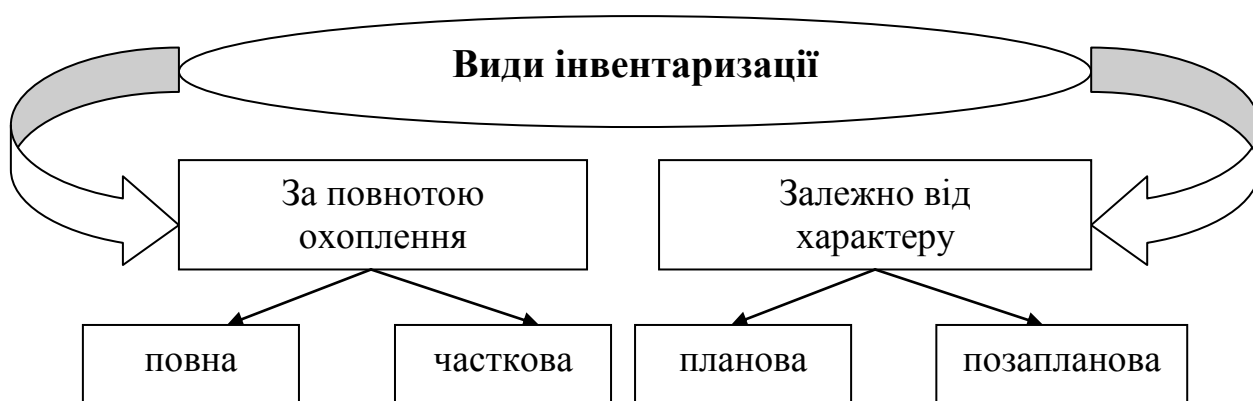 Види інвентаризації
За повнотою
охоплення
Залежно від
характеру
повна
часткова
планова
позапланова